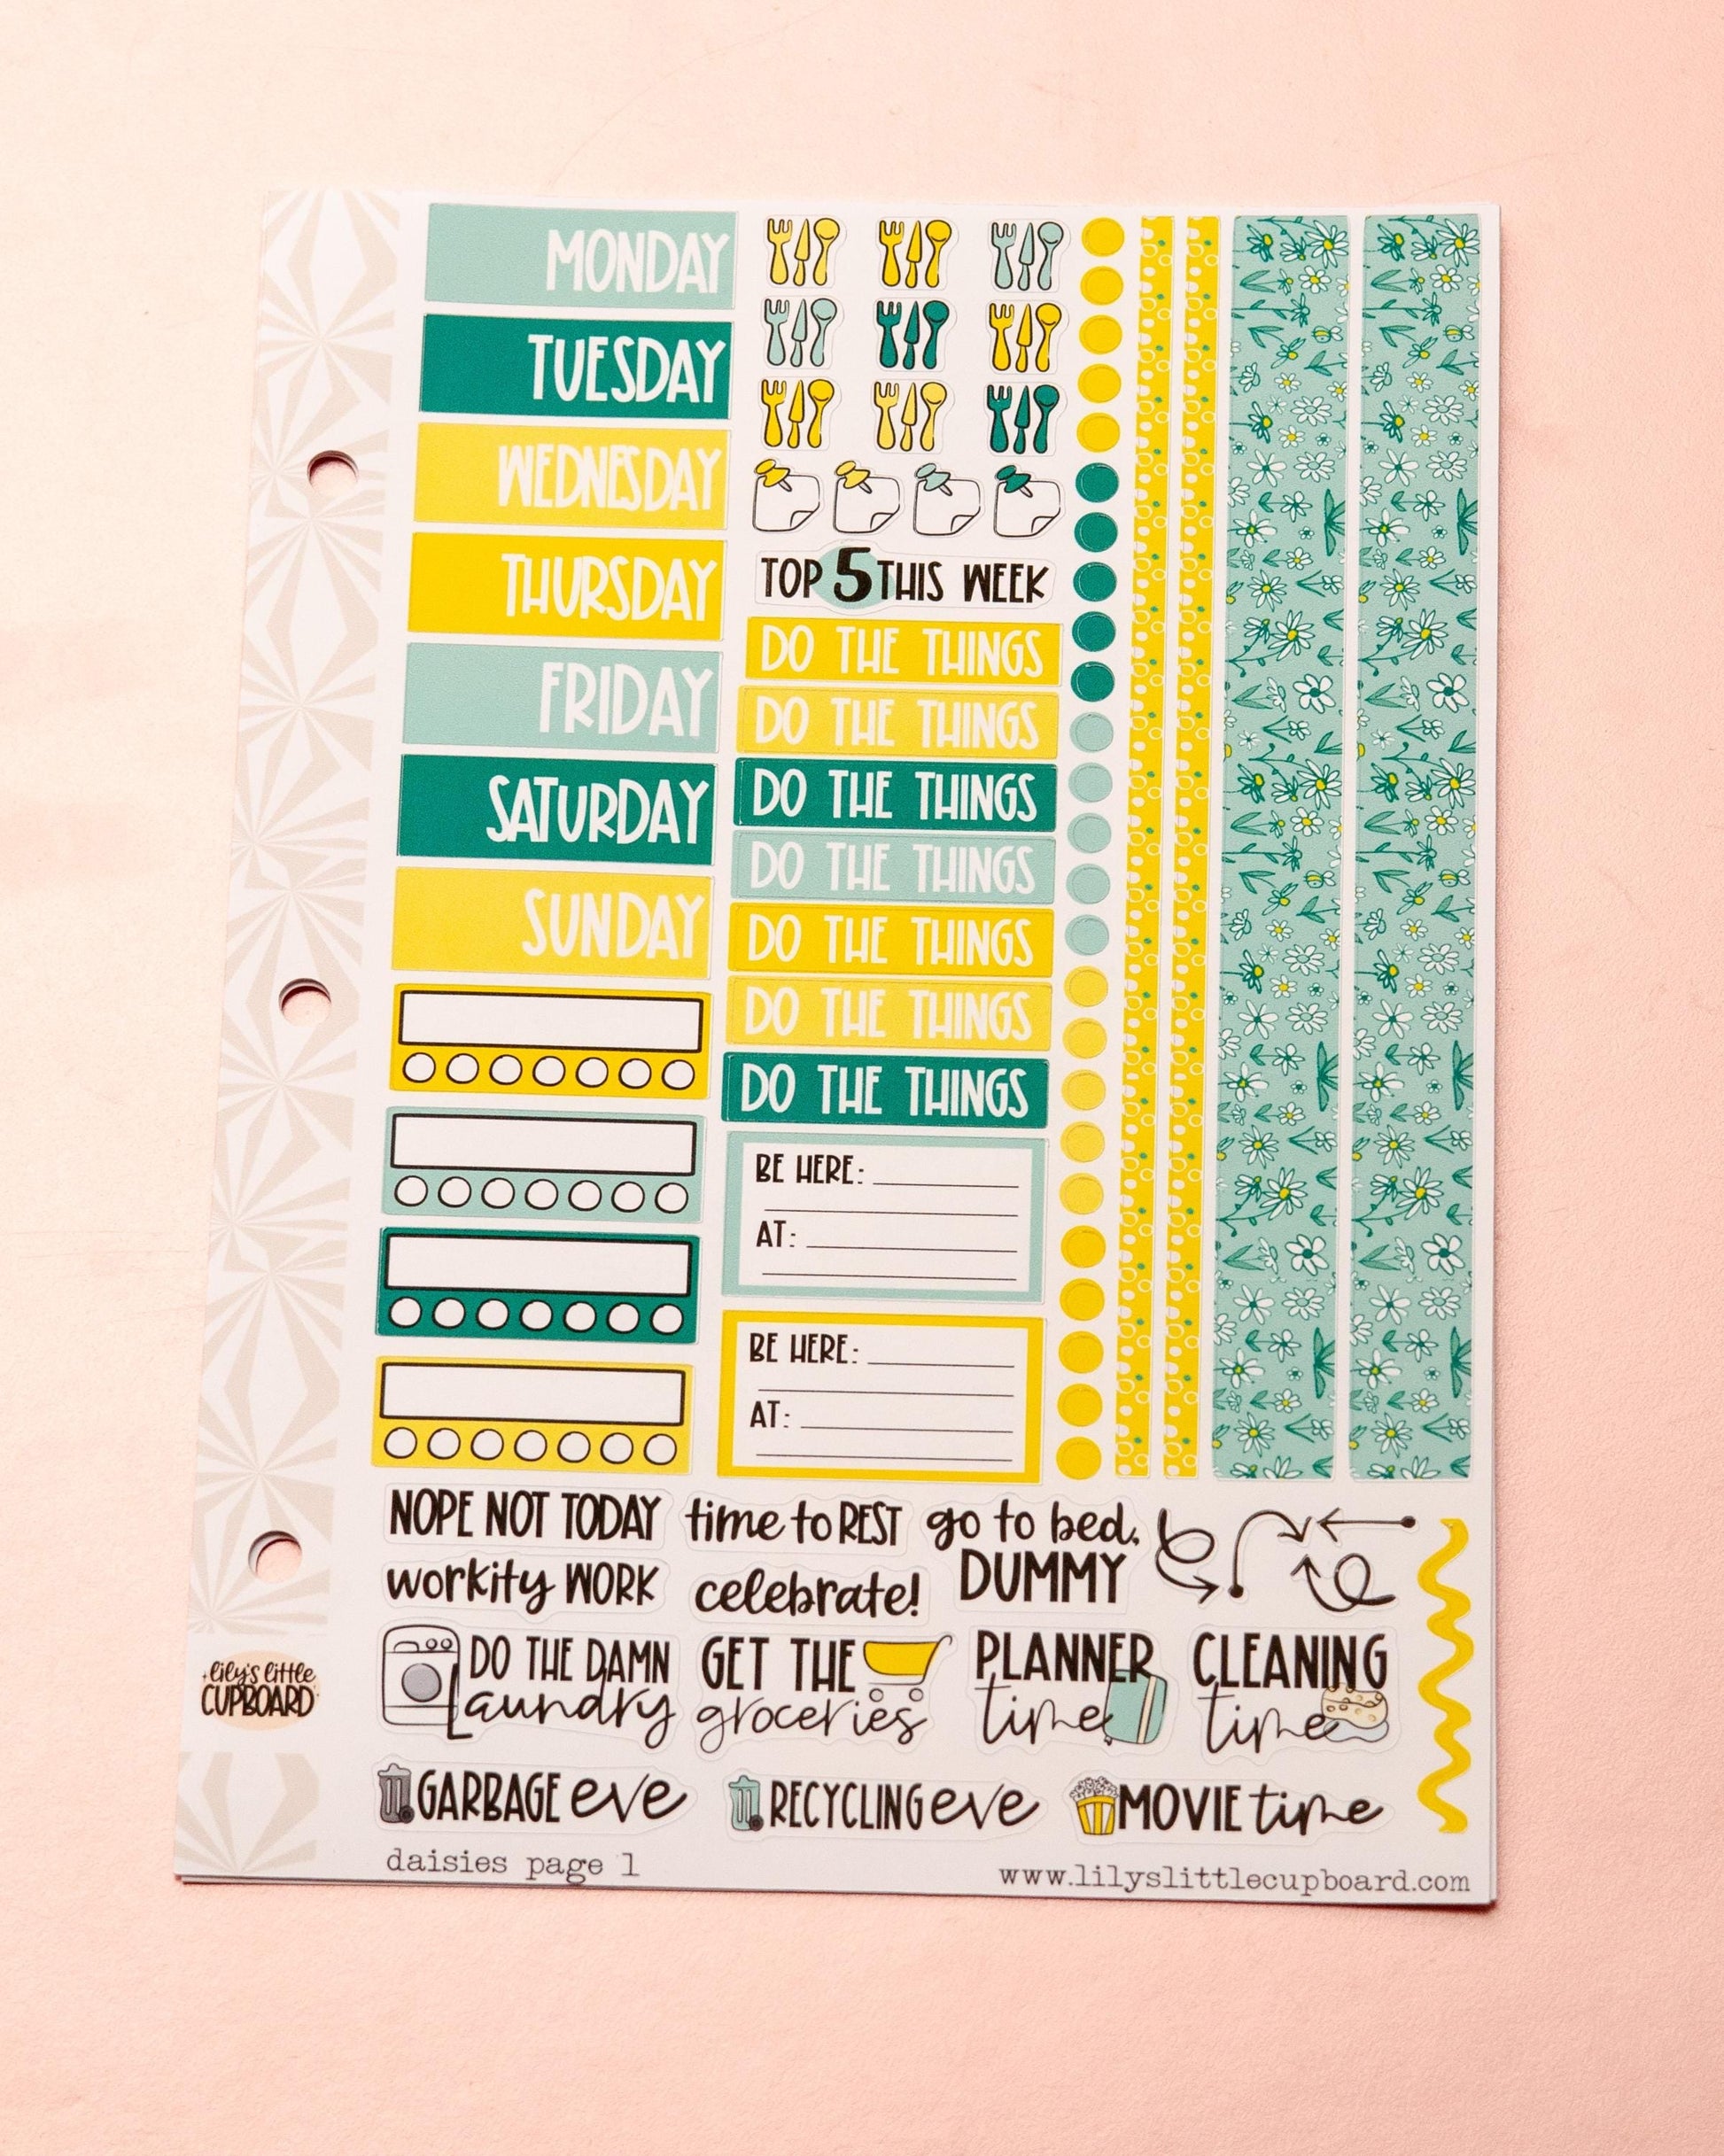 MONDAY
TUESDAY
WEDNESDAY
THURSDAY
FRIDAY
SATURDAY
SUNDAY
TOP 5 THIS WEEK
DO THE THINGS
DO THE THINGS
DO THE THINGS
DO THE THINGS
DO THE THINGS
DO THE THINGS
DO THE THINGS
BE HERE:
AT:
BE HERE:
AT:
NOPE NOT TODAY
time to REST
go to bed,
DUMMY
workity WORK
celebrate!
DO THE DAMN
laundry
GET THE
groceries
PLANNER
time
CLEANING
time
GARBAGE eve
RECYCLING eve
MOVIE time
lily's little
CUPBOARD
daisies page 1
www.lilyslittlecupboard.com